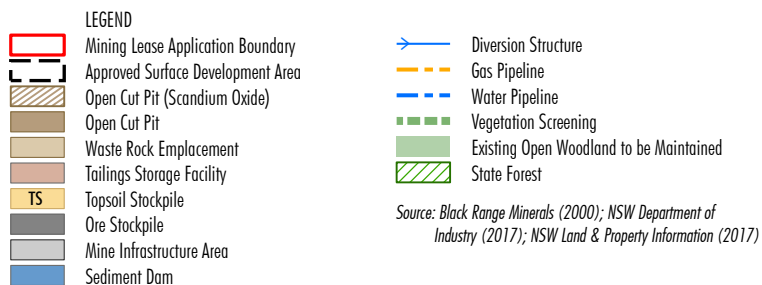 LEGEND
Mining Lease Application Boundary
Approved Surface Development Area
Open Cut Pit (Scandium Oxide)
Open Cut Pit
Waste Rock Emplacement
Tailings Storage Facility
TS Topsoil Stockpile
Ore Stockpile
Mine Infrastructure Area
Sediment Dam
Diversion Structure
Gas Pipeline
Water Pipeline
Vegetation Screening
Existing Open Woodland to be Maintained
State Forest
Source: Black Range Minerals (2000); NSW Department of
Industry (2017); NSW Land & Property Information (2017)